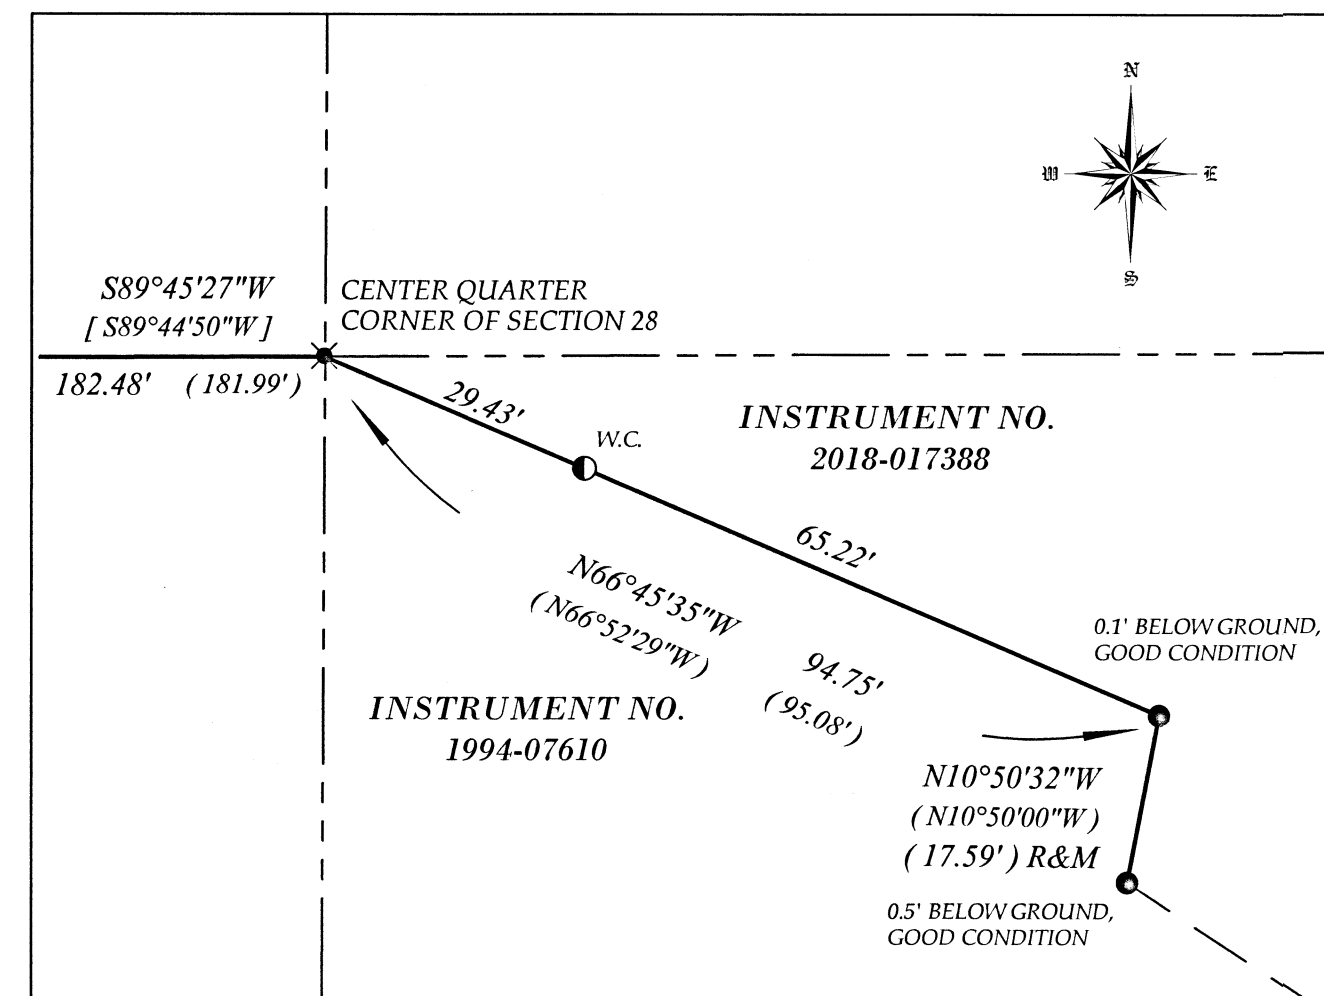 N
W E
S
S89°45'27"W
[ S89°44'50"W ]
CENTER QUARTER
CORNER OF SECTION 28
182.48' ( 181.99' )
29.43'
W.C.
INSTRUMENT NO.
2018-017388
65.22'
N66°45'35"W
( N66°52'29"W )
94.75'
( 95.08' )
0.1' BELOW GROUND,
GOOD CONDITION
INSTRUMENT NO.
1994-07610
N10°50'32"W
( N10°50'00"W )
( 17.59' ) R&M
0.5' BELOW GROUND,
GOOD CONDITION